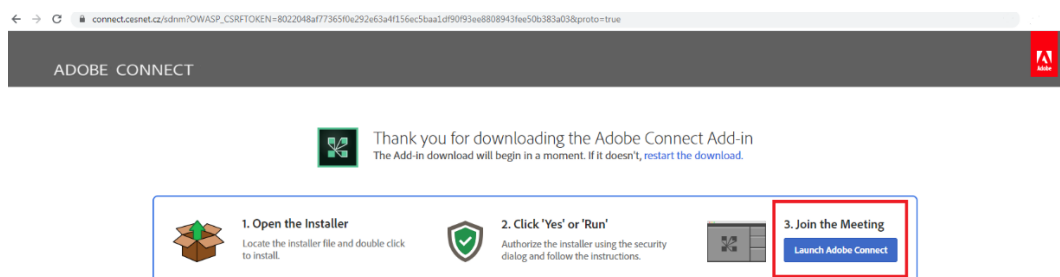 connect.cesnet.cz/sdnm?OWASP_CSRFTOKEN=8022048af77365f0e292e63a4f156ec5baa1df90f93ee8808943fee50b383a03&proto=true
ADOBE CONNECT
Adobe
Thank you for downloading the Adobe Connect Add-in
The Add-in download will begin in a moment. If it doesn't, restart the download.
1. Open the Installer
Locate the installer file and double click
to install.
2. Click 'Yes' or 'Run'
Authorize the installer using the security
dialog and follow the instructions.
3. Join the Meeting
Launch Adobe Connect